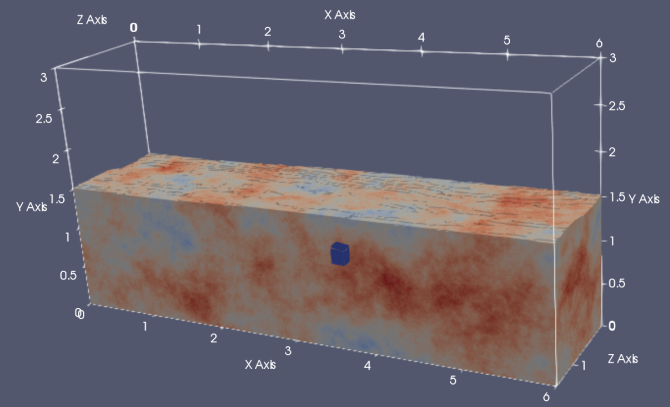 Z Axis 0 X Axis
1 2 3 4 5 6
3 3
2.5 2.5
2 2
1.5 1.5
Y Axis Y Axis
1 1
0.5 0.5
0 0 0
1 2 3 4 5 6
X Axis
1
Z Axis